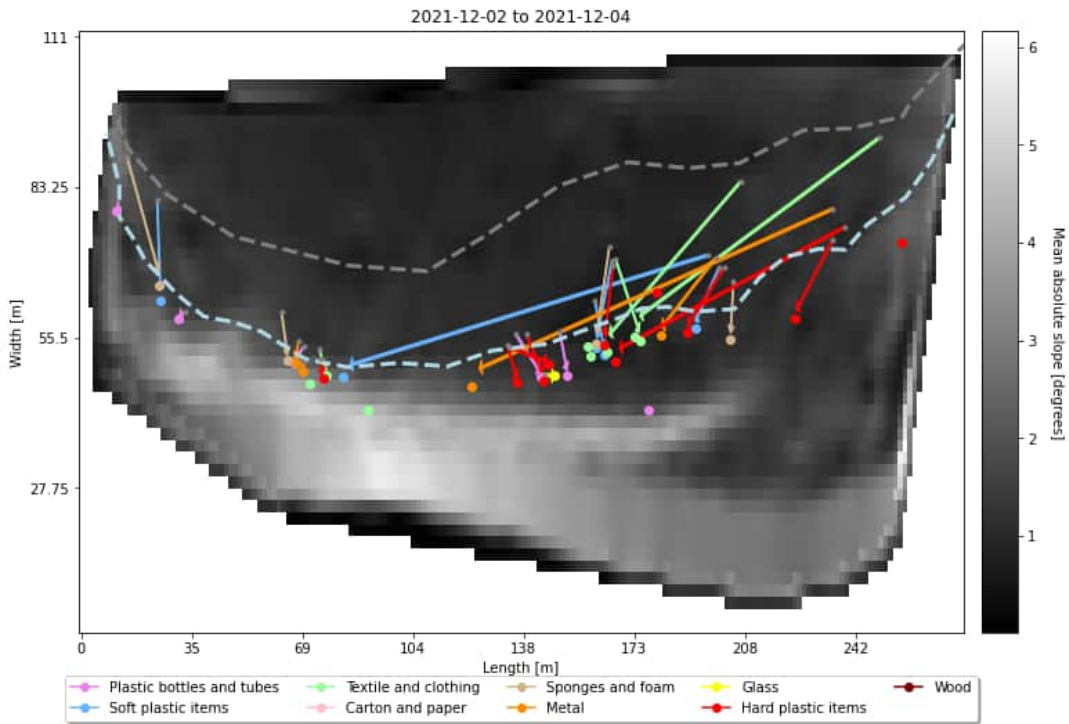 2021-12-02 to 2021-12-04
111
83.25
55.5
27.75
Width [m]
0 35 69 104 138 173 208 242
Length [m]
6
5
4
3
2
1
Mean absolute slope [degrees]
Plastic bottles and tubes Textile and clothing Sponges and foam Glass Wood
Soft plastic items Carton and paper Metal Hard plastic items